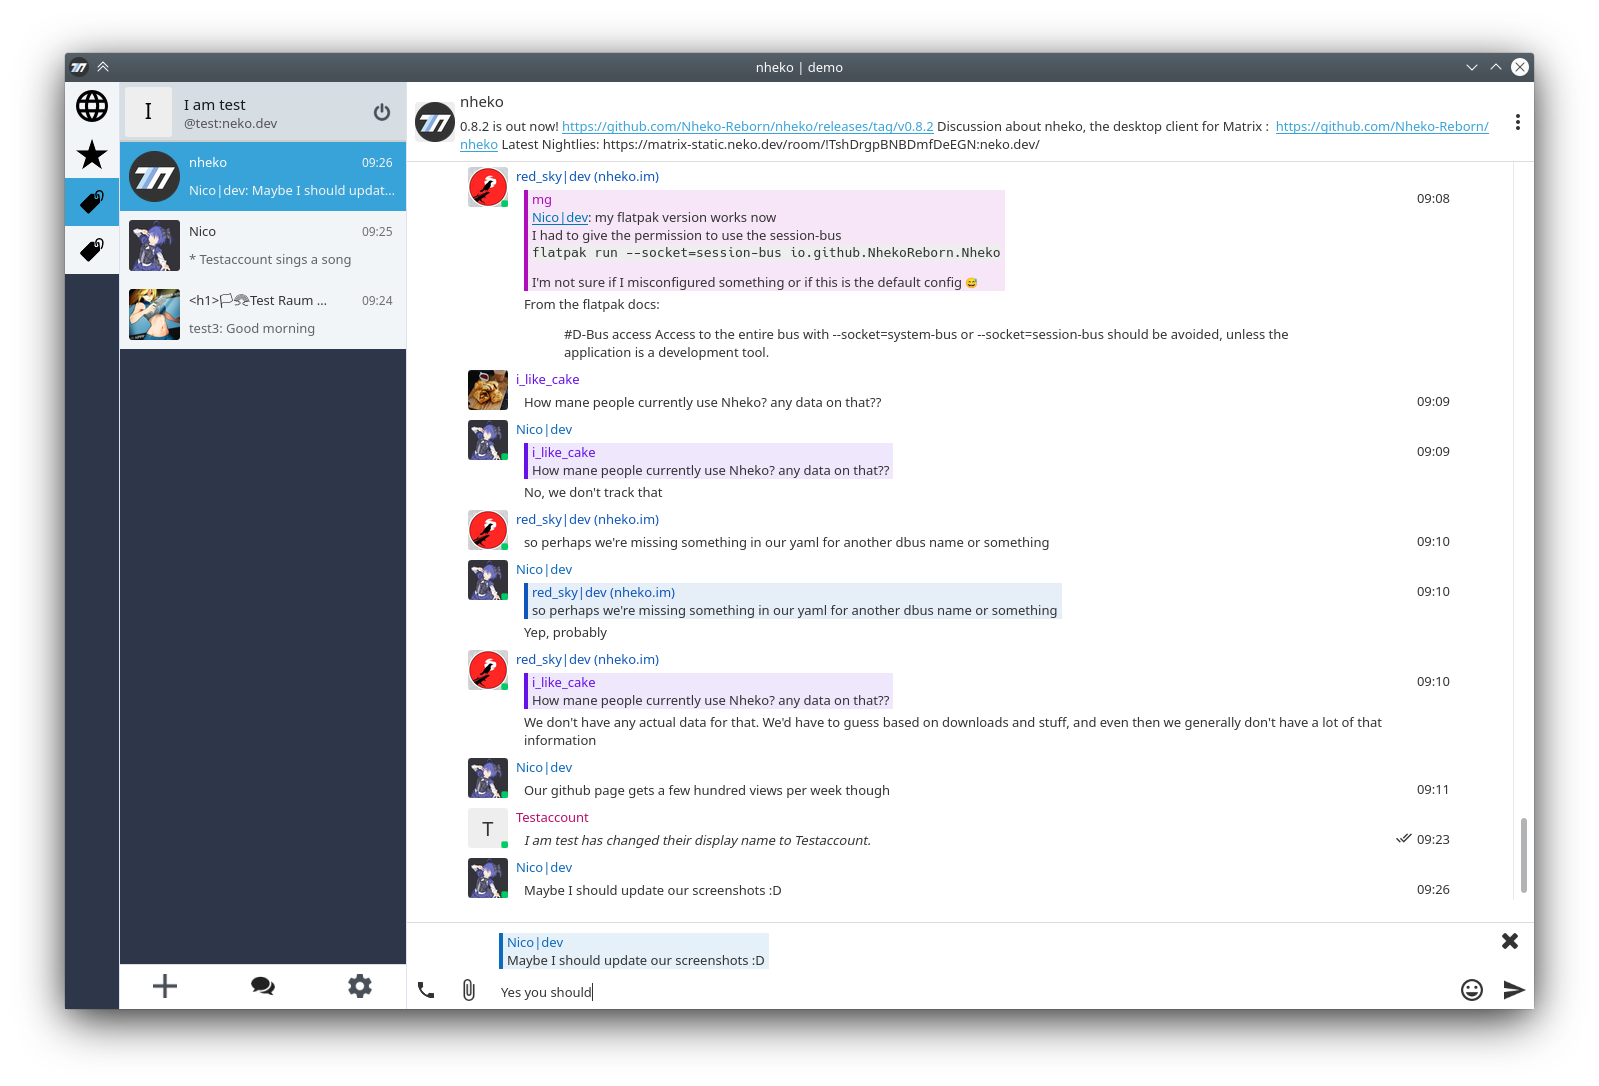 nheko | demo
I
I am test
@test:neko.dev
nheko 09:26
Nico|dev: Maybe I should updat...
Nico 09:25
* Testaccount sings a song
<h1>🏳🪭Test Raum ... 09:24
test3: Good morning
nheko
0.8.2 is out now! https://github.com/Nheko-Reborn/nheko/releases/tag/v0.8.2 Discussion about nheko, the desktop client for Matrix : https://github.com/Nheko-Reborn/
nheko Latest Nightlies: https://matrix-static.neko.dev/room/!TshDrgpBNBDmfDeEGN:neko.dev/
red_sky|dev (nheko.im)
mg 09:08
Nico|dev: my flatpak version works now
I had to give the permission to use the session-bus
flatpak run --socket=session-bus io.github.NhekoReborn.Nheko
I'm not sure if I misconfigured something or if this is the default config 😅
From the flatpak docs:
#D-Bus access Access to the entire bus with --socket=system-bus or --socket=session-bus should be avoided, unless the
application is a development tool.
i_like_cake
How mane people currently use Nheko? any data on that?? 09:09
Nico|dev
i_like_cake 09:09
How mane people currently use Nheko? any data on that??
No, we don't track that
red_sky|dev (nheko.im)
so perhaps we're missing something in our yaml for another dbus name or something 09:10
Nico|dev
red_sky|dev (nheko.im) 09:10
so perhaps we're missing something in our yaml for another dbus name or something
Yep, probably
red_sky|dev (nheko.im)
i_like_cake 09:10
How mane people currently use Nheko? any data on that??
We don't have any actual data for that. We'd have to guess based on downloads and stuff, and even then we generally don't have a lot of that
information
Nico|dev
Our github page gets a few hundred views per week though 09:11
Testaccount
T
I am test has changed their display name to Testaccount. 09:23
Nico|dev
Maybe I should update our screenshots :D 09:26
Nico|dev
Maybe I should update our screenshots :D
Yes you should